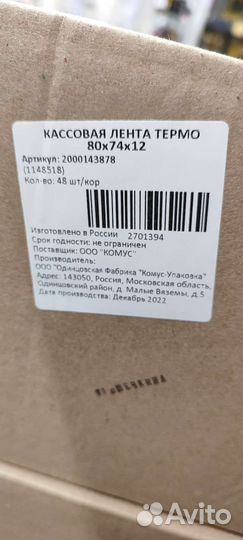 КАССОВАЯ ЛЕНТА ТЕРМО
80х74х12
Артикул: 2000143878
(1148518)
Кол-во: 48 шт/кор
Изготовлено в России 2701394
Срок годности: не ограничен
Поставщик: ООО "КОМУС"
Производитель:
ООО "Одинцовская Фабрика "Комус-Упаковка"
Адрес: 143050, Россия, Московская область,
Одинцовский район, д. Малые Вяземы, д.5
Дата производства: Декабрь 2022
Avito